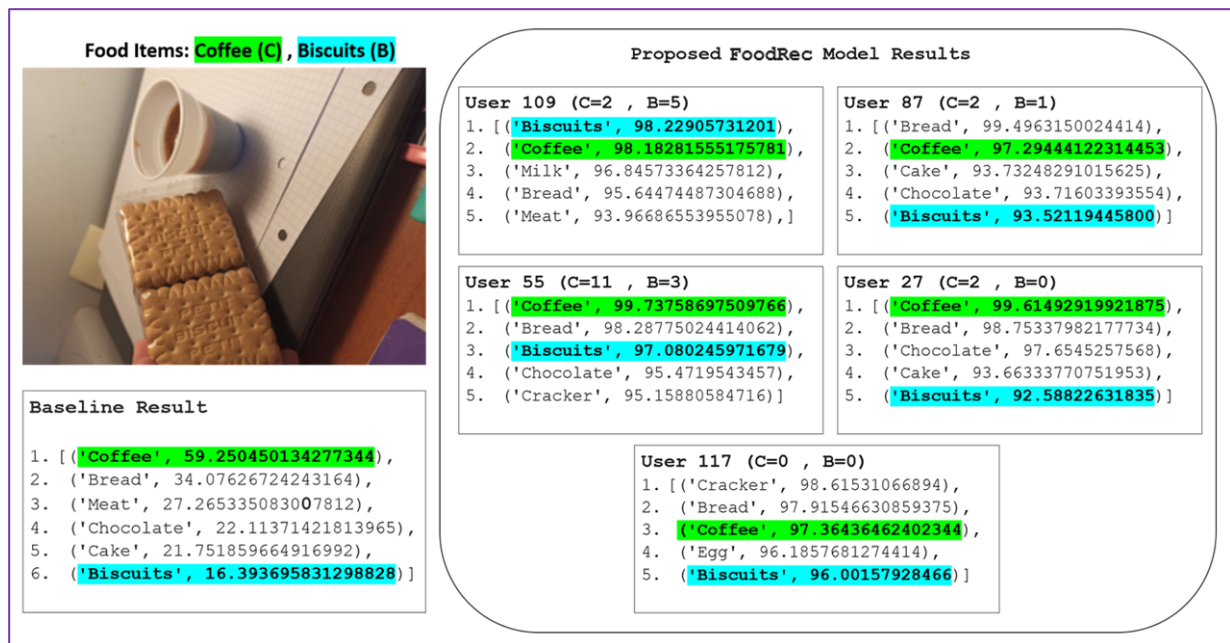 Food Items: Coffee (C) , Biscuits (B)
PETIT
BISCUIT
Baseline Result
1. [('Coffee', 59.250450134277344),
2. ('Bread', 34.07626724243164),
3. ('Meat', 27.265335083007812),
4. ('Chocolate', 22.11371421813965),
5. ('Cake', 21.751859664916992),
6. ('Biscuits', 16.393695831298828)]
Proposed FoodRec Model Results
User 109 (C=2 , B=5)
1. [('Biscuits', 98.22905731201),
2. ('Coffee', 98.18281555175781),
3. ('Milk', 96.84573364257812),
4. ('Bread', 95.64474487304688),
5. ('Meat', 93.96686553955078),]
User 87 (C=2 , B=1)
1. [('Bread', 99.4963150024414),
2. ('Coffee', 97.29444122314453),
3. ('Cake', 93.73248291015625),
4. ('Chocolate', 93.71603393554),
5. ('Biscuits', 93.52119445800)]
User 55 (C=11 , B=3)
1. [('Coffee', 99.73758697509766),
2. ('Bread', 98.28775024414062),
3. ('Biscuits', 97.080245971679),
4. ('Chocolate', 95.4719543457),
5. ('Cracker', 95.15880584716)]
User 27 (C=2 , B=0)
1. [('Coffee', 99.61492919921875),
2. ('Bread', 98.75337982177734),
3. ('Chocolate', 97.6545257568),
4. ('Cake', 93.66333770751953),
5. ('Biscuits', 92.58822631835)]
User 117 (C=0 , B=0)
1. [('Cracker', 98.61531066894),
2. ('Bread', 97.91546630859375),
3. ('Coffee', 97.36436462402344),
4. ('Egg', 96.1857681274414),
5. ('Biscuits', 96.00157928466)]